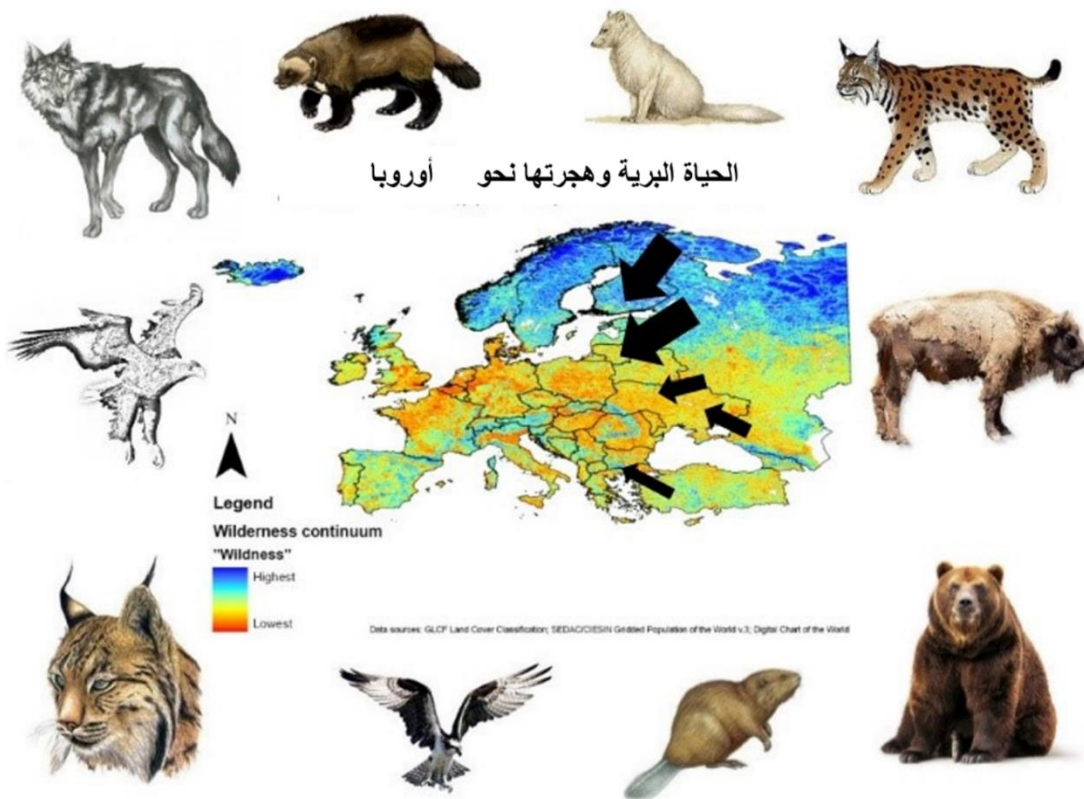 الحياة البرية وهجرتها نحو أوروبا
N
Legend
Wilderness continuum
"Wildness"
Highest
Lowest
Data sources: GLCF Land Cover Classification; SEDAC/CIESIN Gridded Population of the World v.3; Digital Chart of the World